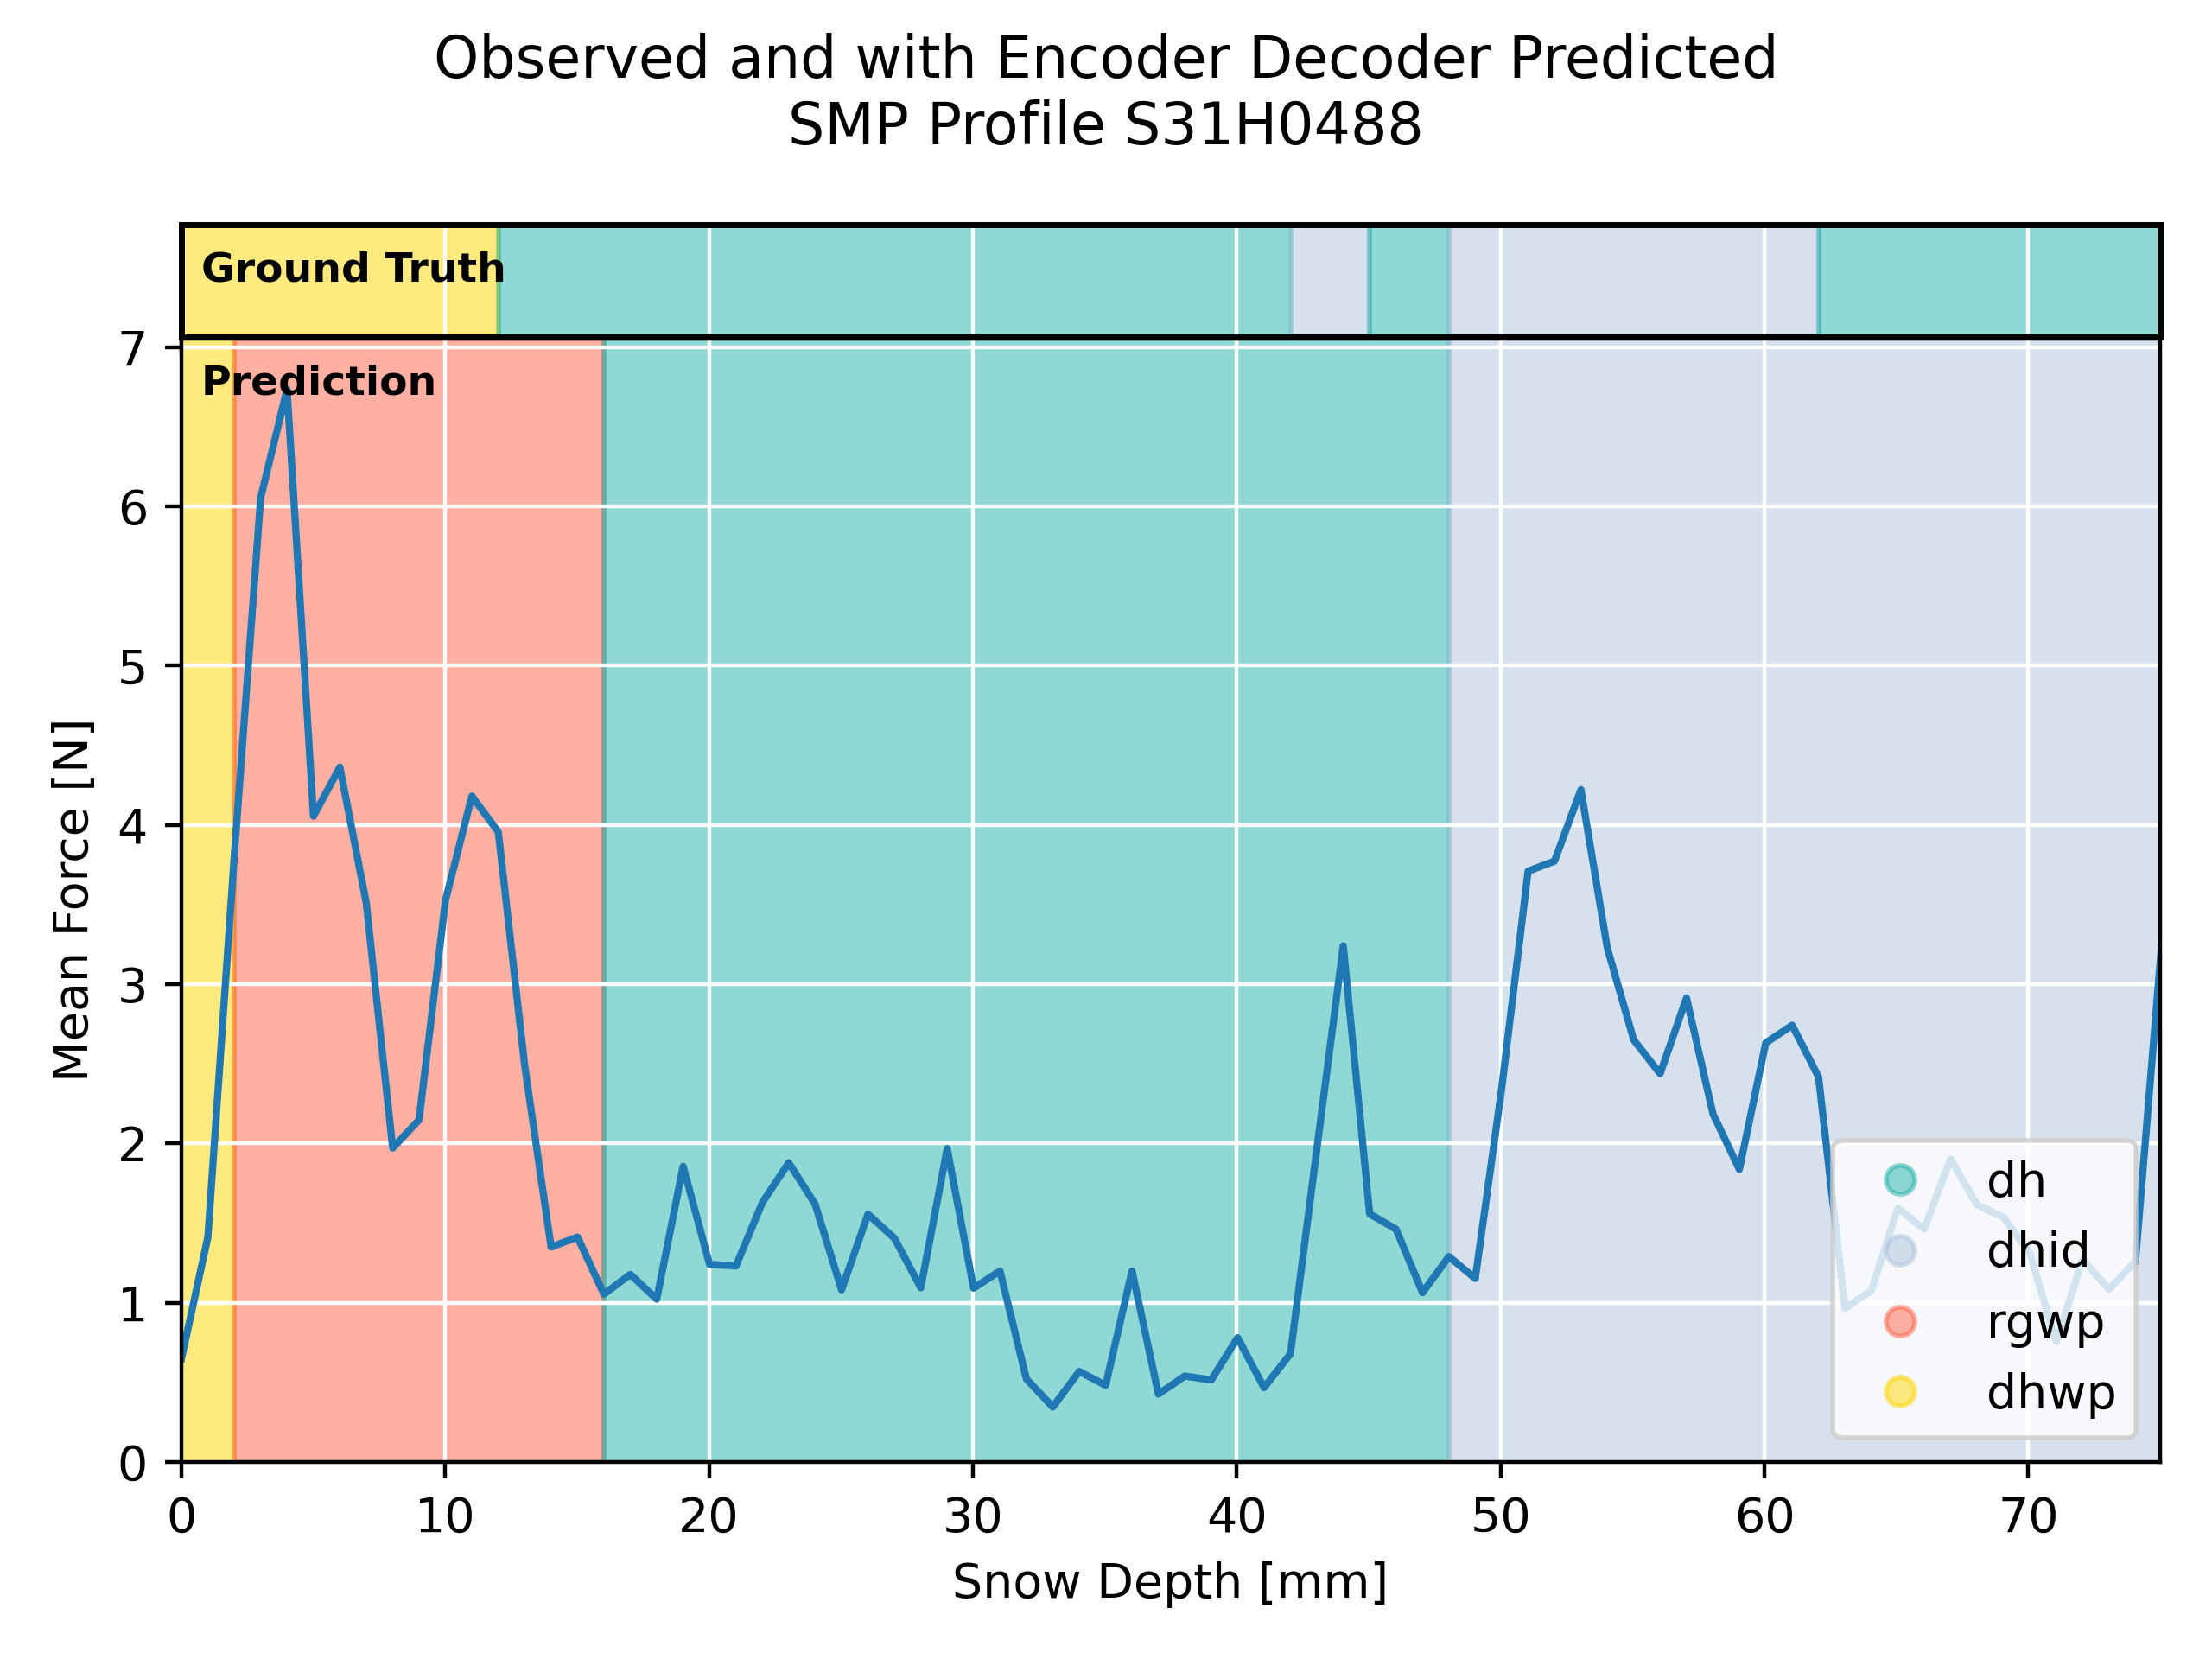 Observed and with Encoder Decoder Predicted
SMP Profile S31H0488
Ground Truth
Prediction
7
6
5
4
3
2
1
0
Mean Force [N]
dh
dhid
rgwp
dhwp
0 10 20 30 40 50 60 70
Snow Depth [mm]